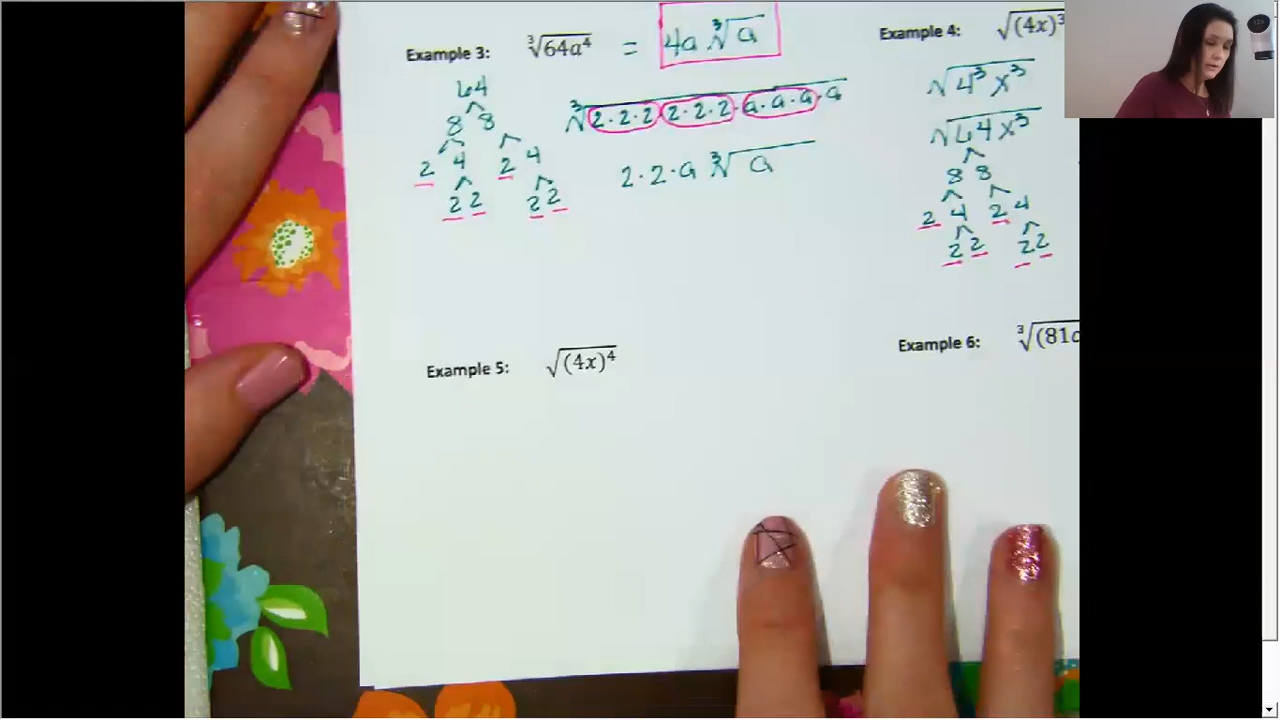 Example 3: ∛64a⁴ = 4a ∛a
64
8 8
2 4 2 4
2 2 2 2
∛2·2·2·2·2·2·a·a·a·a
2·2·a ∛a
Example 4: √(4x)³
√4³x³
√64x³
8 8
2 4 2 4
2 2 2 2
Example 5: √(4x)⁴
Example 6: ∛(81